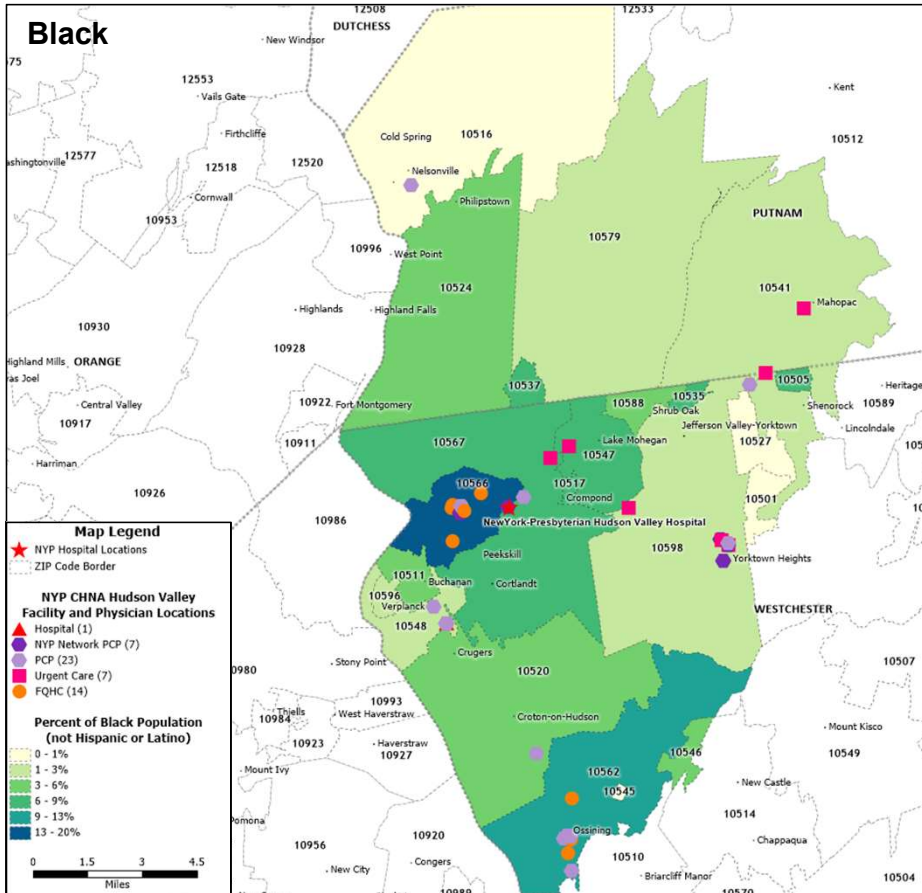 Black
12508
DUTCHESS
12533
New Windsor
12553
Vails Gate
Kent
Firthcliffe
12577
12518
12520
Cold Spring
10516
10512
Nelsonville
Cornwall
Philipstown
10953
PUTNAM
10996
West Point
10579
10524
10541
Mahopac
Highlands
Highland Falls
10930
10928
Highland Mills
ORANGE
10537
10505
10535
10588
Heritage
10922
Fort Montgomery
Shrub Oak
Shenorock
10589
Central Valley
10917
Jefferson Valley-Yorktown
Lincolndale
10567
Lake Mohegan
10527
10911
10547
Harriman
10566
10517
10926
Crompond
10501
10986
NewYork-Presbyterian Hudson Valley Hospital
10598
Peekskill
Yorktown Heights
10511
Buchanan
Cortlandt
10596
Verplanck
WESTCHESTER
10548
Crugers
Stony Point
10507
10980
10520
10993
Thiells
West Haverstraw
Croton-on-Hudson
10984
Mount Kisco
10923
Haverstraw
10546
10549
10927
Mount Ivy
10562
New Castle
10545
10514
Pomona
Ossining
10920
10956
Chappaqua
Congers
10510
New City
Briarcliff Manor
10504
10989
10570
Map Legend
NYP Hospital Locations
ZIP Code Border
NYP CHNA Hudson Valley
Facility and Physician Locations
Hospital (1)
NYP Network PCP (7)
PCP (23)
Urgent Care (7)
FQHC (14)
Percent of Black Population
(not Hispanic or Latino)
0 - 1%
1 - 3%
3 - 6%
6 - 9%
9 - 13%
13 - 20%
0 1.5 3 4.5
Miles